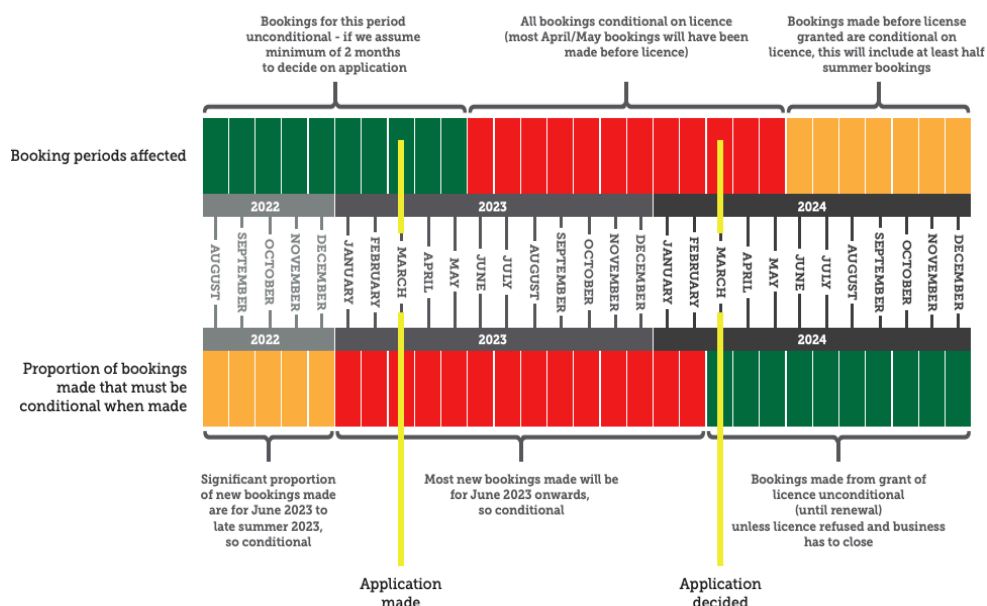 Bookings for this period
unconditional - if we assume
minimum of 2 months
to decide on application
All bookings conditional on licence
(most April/May bookings will have been
made before licence)
Bookings made before license
granted are conditional on
licence, this will include at least half
summer bookings
Booking periods affected
2022
2023
2024
AUGUST
SEPTEMBER
OCTOBER
NOVEMBER
DECEMBER
JANUARY
FEBRUARY
MARCH
APRIL
MAY
JUNE
JULY
AUGUST
SEPTEMBER
OCTOBER
NOVEMBER
DECEMBER
JANUARY
FEBRUARY
MARCH
APRIL
MAY
JUNE
JULY
AUGUST
SEPTEMBER
OCTOBER
NOVEMBER
DECEMBER
2022
2023
2024
Proportion of bookings
made that must be
conditional when made
Significant proportion
of new bookings made
are for June 2023 to
late summer 2023,
so conditional
Most new bookings made will be
for June 2023 onwards,
so conditional
Bookings made from grant of
licence unconditional
(until renewal)
unless licence refused and business
has to close
Application
made
Application
decided